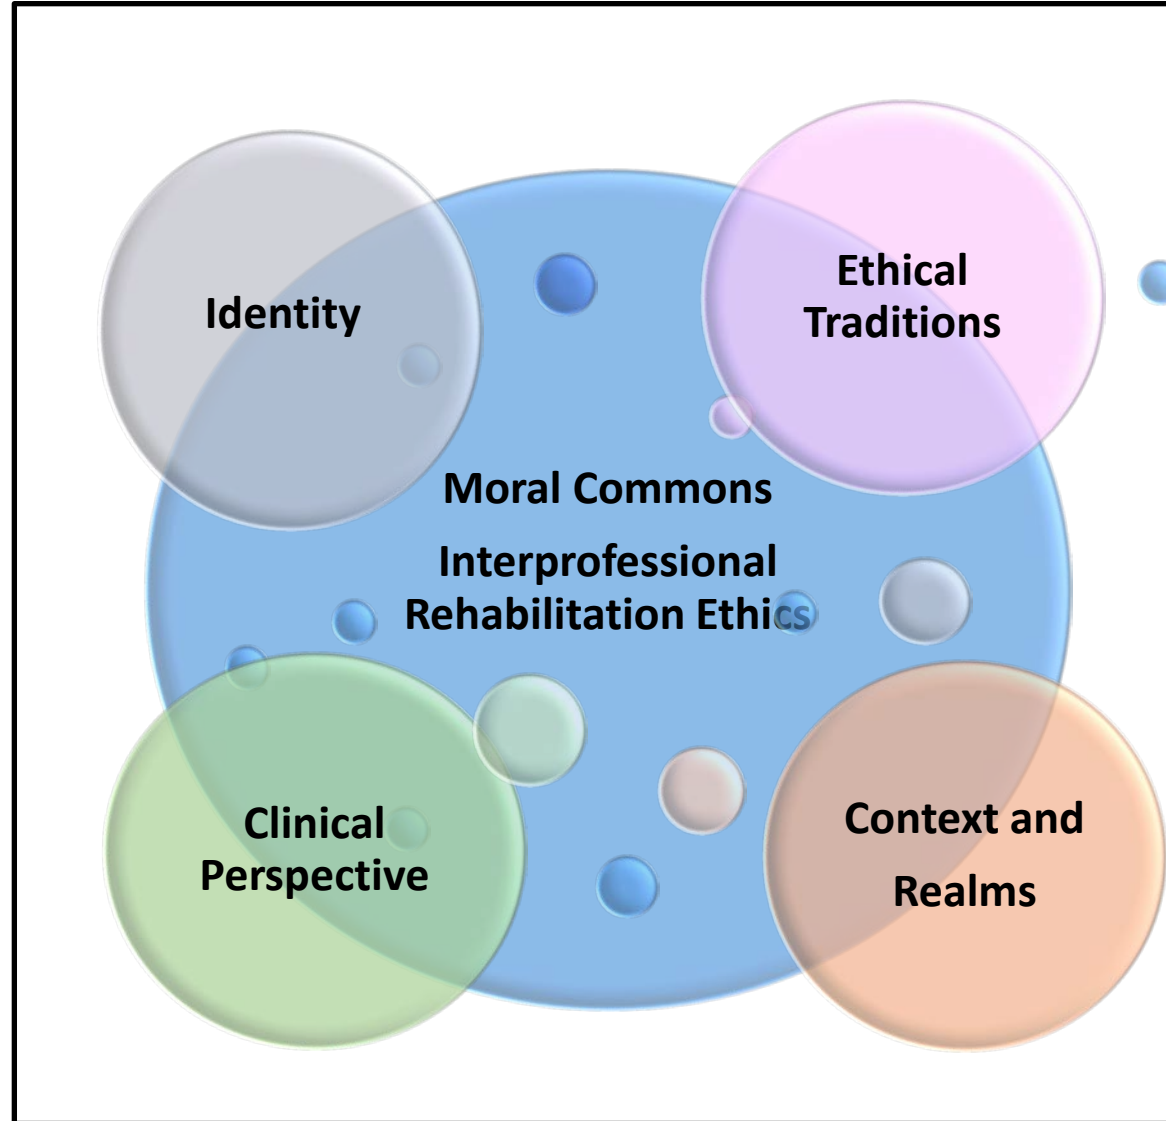 Identity
Ethical
Traditions
Moral Commons
Interprofessional
Rehabilitation Ethics
Clinical
Perspective
Context and
Realms